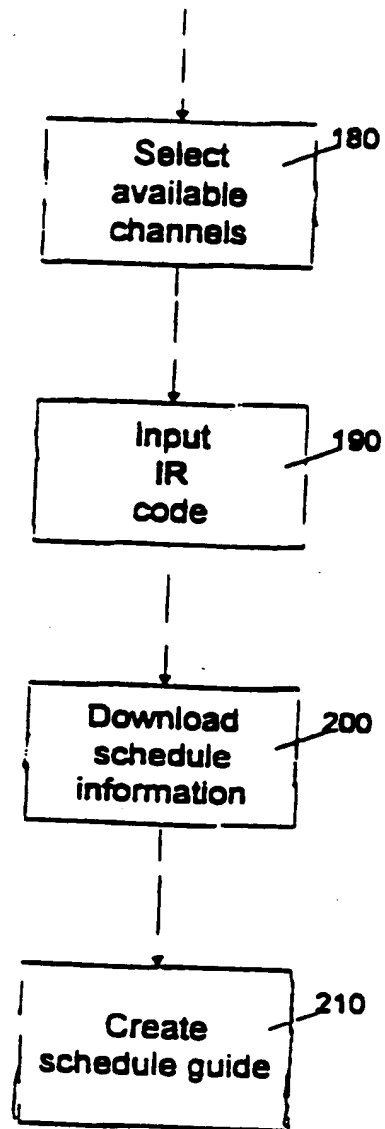 180
Select
available
channels
190
Input
IR
code
200
Download
schedule
information
210
Create
schedule guide